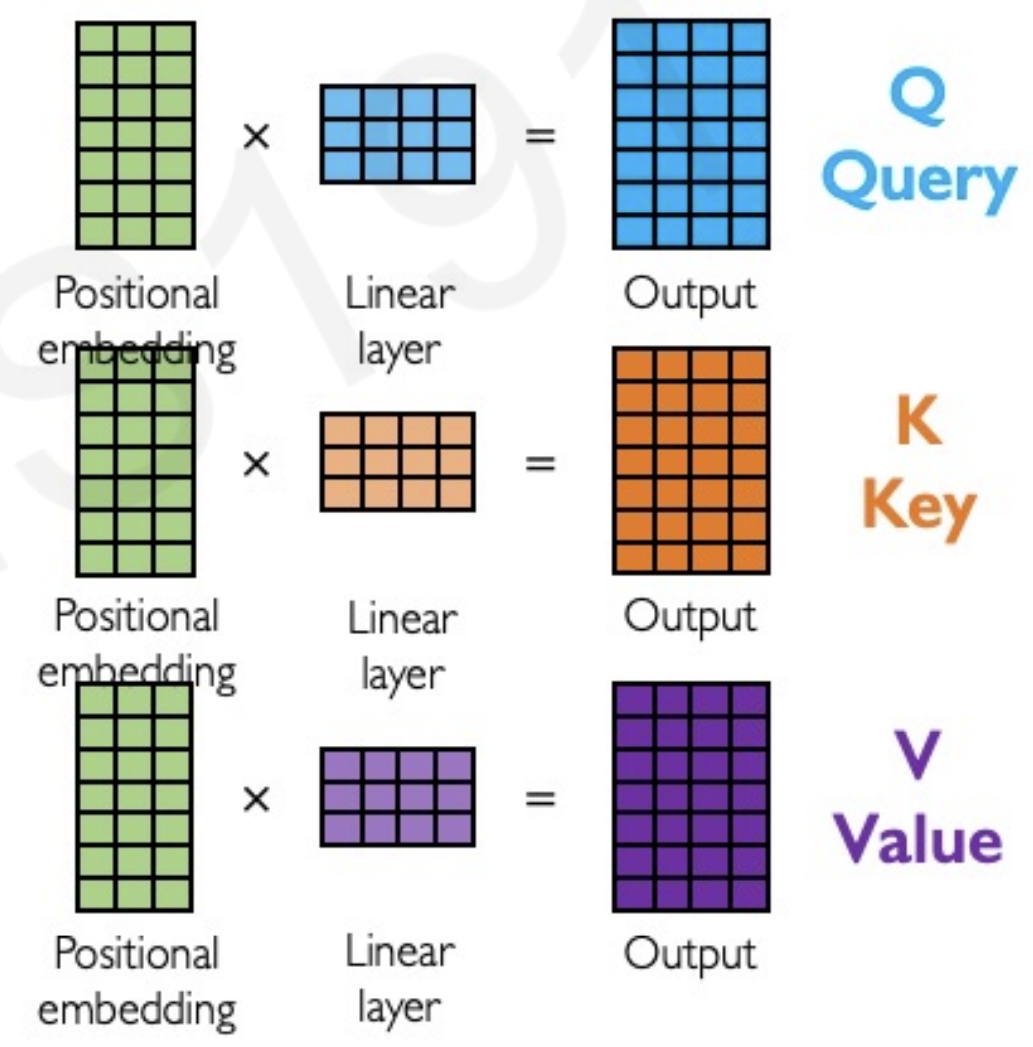 ×
=
Q
Query
Positional
embedding
Linear
layer
Output
×
=
K
Key
Positional
embedding
Linear
layer
Output
×
=
V
Value
Positional
embedding
Linear
layer
Output